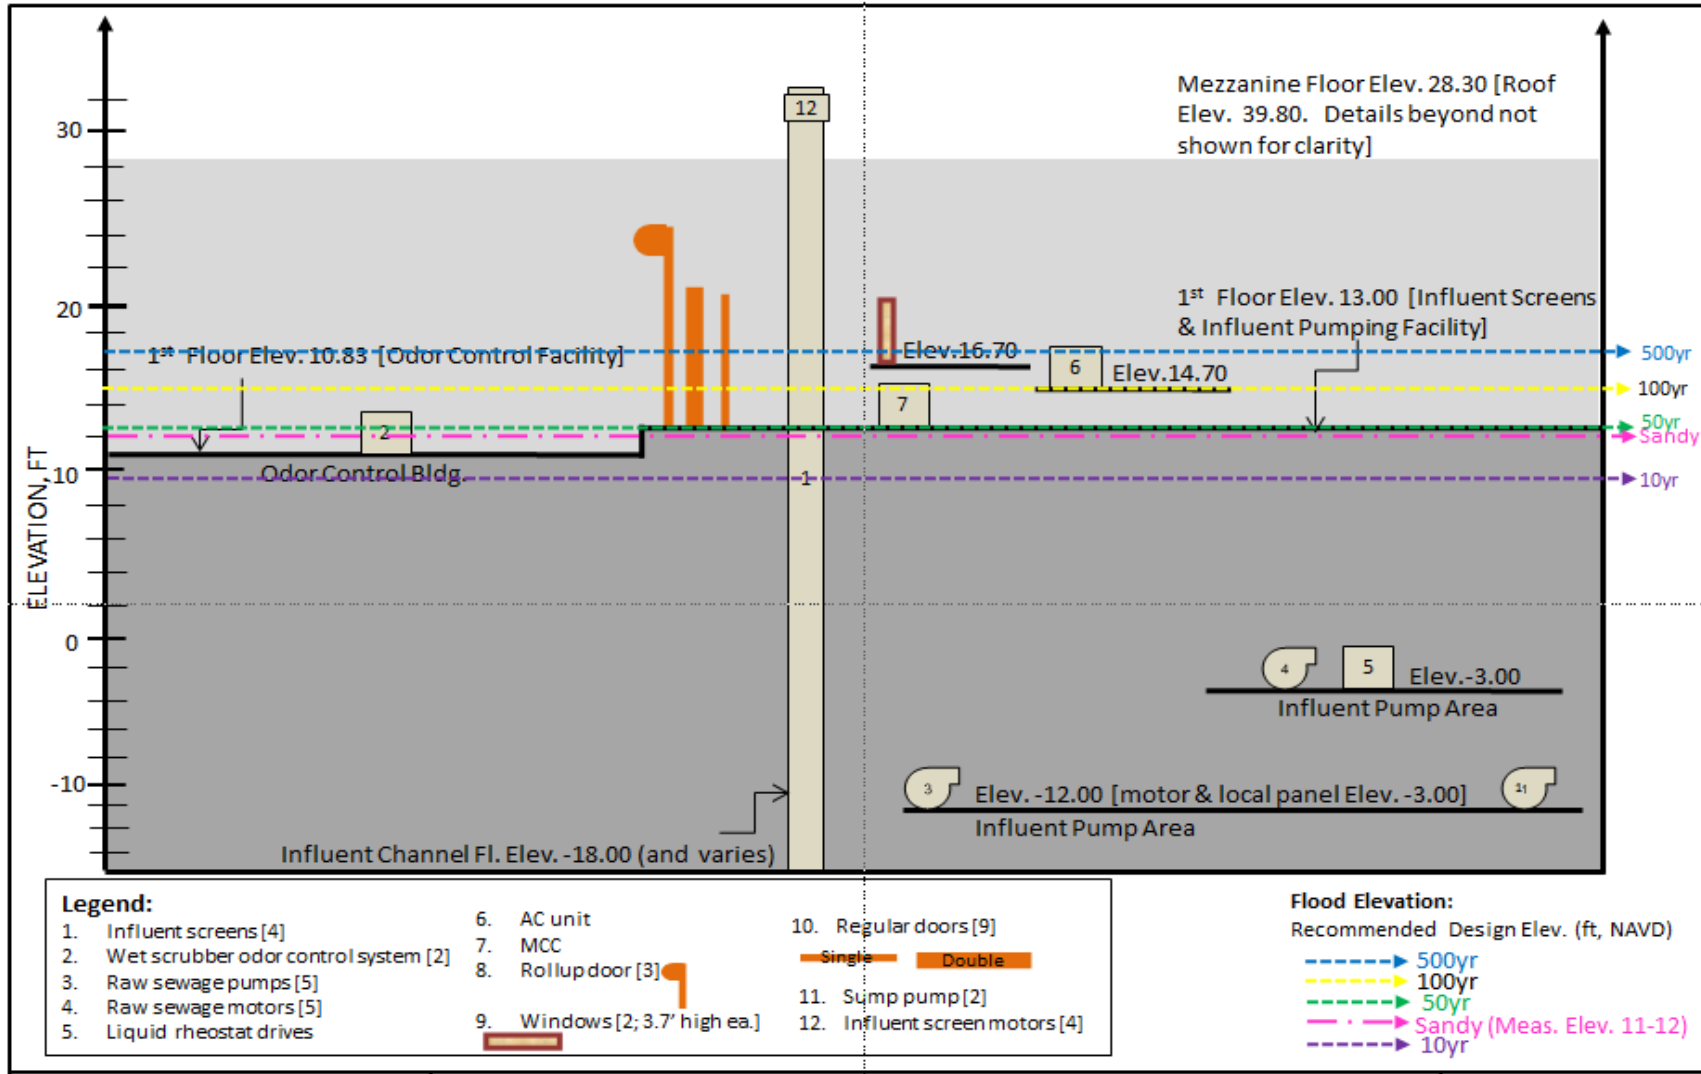 Mezzanine Floor Elev. 28.30 [Roof
Elev. 39.80. Details beyond not
shown for clarity]
12
30
20
10
0
-10
ELEVATION, FT
1st Floor Elev. 13.00 [Influent Screens
& Influent Pumping Facility]
1st Floor Elev. 10.83 [Odor Control Facility]
Elev.16.70
6
Elev.14.70
7
2
Odor Control Bldg.
1
500yr
100yr
50yr
Sandy
10yr
4
5
Elev.-3.00
Influent Pump Area
3
Elev. -12.00 [motor & local panel Elev. -3.00]
11
Influent Pump Area
Influent Channel Fl. Elev. -18.00 (and varies)
Legend:
1. Influent screens [4]
2. Wet scrubber odor control system [2]
3. Raw sewage pumps [5]
4. Raw sewage motors [5]
5. Liquid rheostat drives
6. AC unit
7. MCC
8. Rollup door [3]
9. Windows [2; 3.7' high ea.]
10. Regular doors [9]
Single
Double
11. Sump pump [2]
12. Influent screen motors [4]
Flood Elevation:
Recommended Design Elev. (ft, NAVD)
500yr
100yr
50yr
Sandy (Meas. Elev. 11-12)
10yr